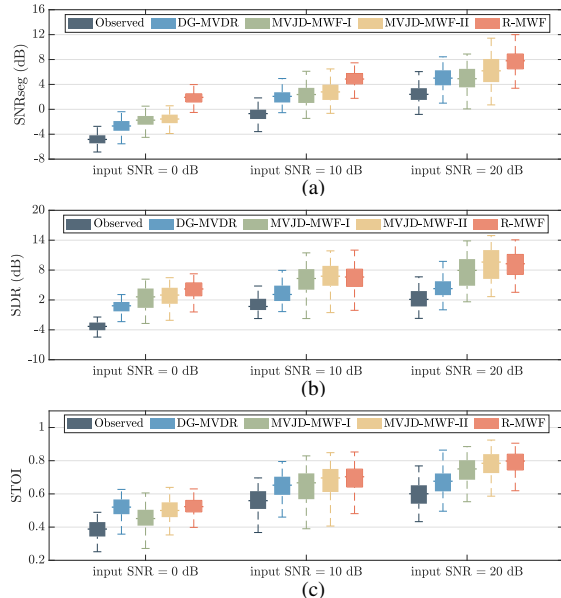 16
Observed DG-MVDR MVJD-MWF-I MVJD-MWF-II R-MWF
12
8
4
0
-4
-8
SNRseg (dB)
input SNR = 0 dB input SNR = 10 dB input SNR = 20 dB
(a)
20
Observed DG-MVDR MVJD-MWF-I MVJD-MWF-II R-MWF
14
8
2
-4
-10
SDR (dB)
input SNR = 0 dB input SNR = 10 dB input SNR = 20 dB
(b)
Observed DG-MVDR MVJD-MWF-I MVJD-MWF-II R-MWF
1
0.8
0.6
0.4
0.2
STOI
input SNR = 0 dB input SNR = 10 dB input SNR = 20 dB
(c)